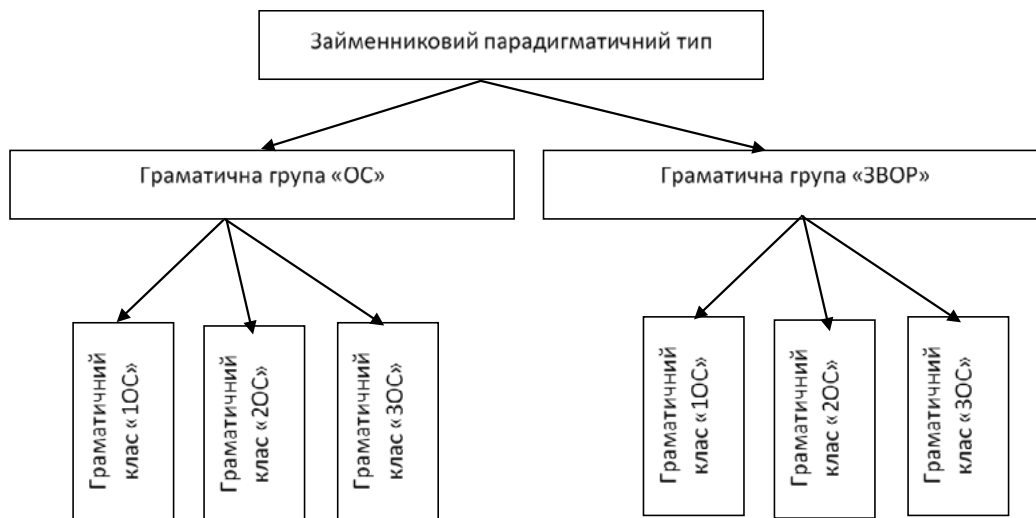 Займенниковий парадигматичний тип
Граматична група «ОС»
Граматична група «ЗВОР»
Граматичний
клас «1ОС»
Граматичний
клас «2ОС»
Граматичний
клас «3ОС»
Граматичний
клас «1ОС»
Граматичний
клас «2ОС»
Граматичний
клас «3ОС»